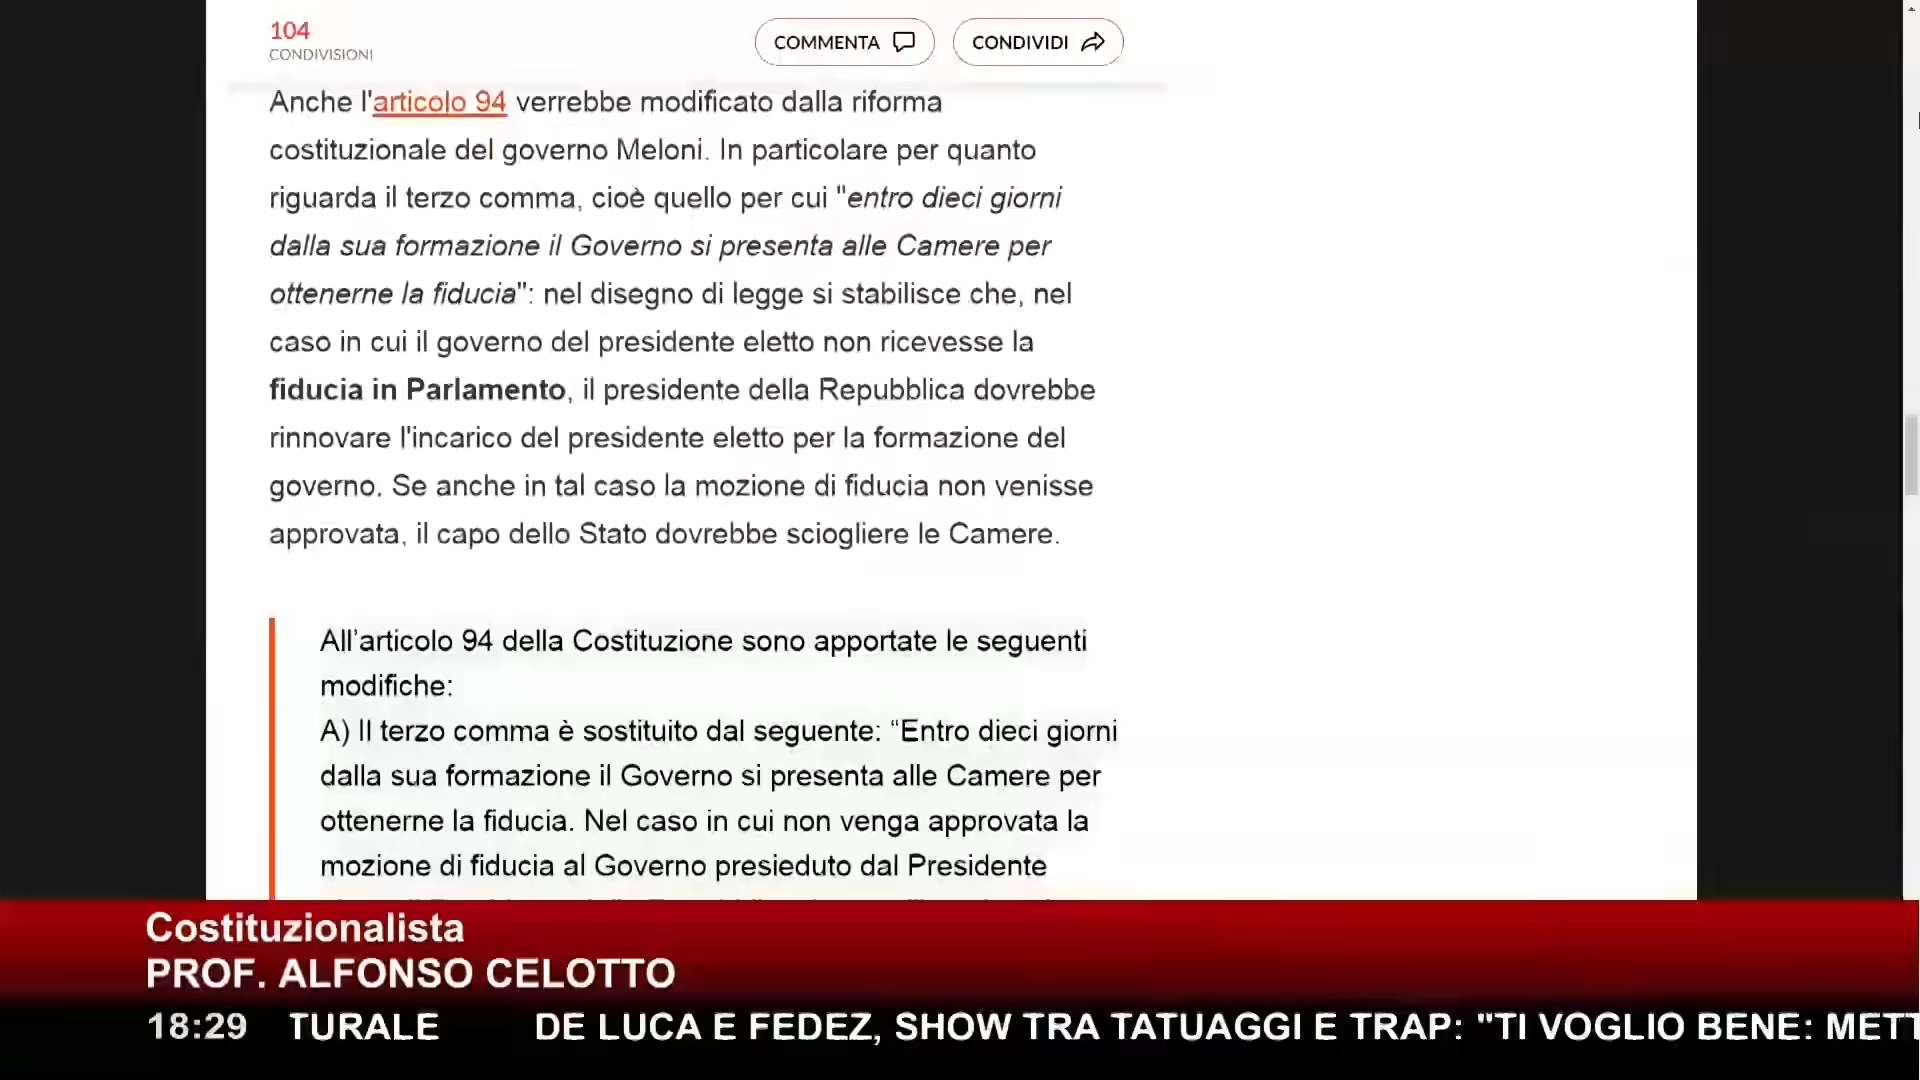 104
CONDIVISIONI
COMMENTA
CONDIVIDI
Anche l'articolo 94 verrebbe modificato dalla riforma
costituzionale del governo Meloni. In particolare per quanto
riguarda il terzo comma, cioè quello per cui "entro dieci giorni
dalla sua formazione il Governo si presenta alle Camere per
ottenerne la fiducia": nel disegno di legge si stabilisce che, nel
caso in cui il governo del presidente eletto non ricevesse la
fiducia in Parlamento, il presidente della Repubblica dovrebbe
rinnovare l'incarico del presidente eletto per la formazione del
governo. Se anche in tal caso la mozione di fiducia non venisse
approvata, il capo dello Stato dovrebbe sciogliere le Camere.
All’articolo 94 della Costituzione sono apportate le seguenti
modifiche:
A) Il terzo comma è sostituito dal seguente: “Entro dieci giorni
dalla sua formazione il Governo si presenta alle Camere per
ottenerne la fiducia. Nel caso in cui non venga approvata la
mozione di fiducia al Governo presieduto dal Presidente
Costituzionalista
PROF. ALFONSO CELOTTO
18:29 TURALE DE LUCA E FEDEZ, SHOW TRA TATUAGGI E TRAP: "TI VOGLIO BENE: METT